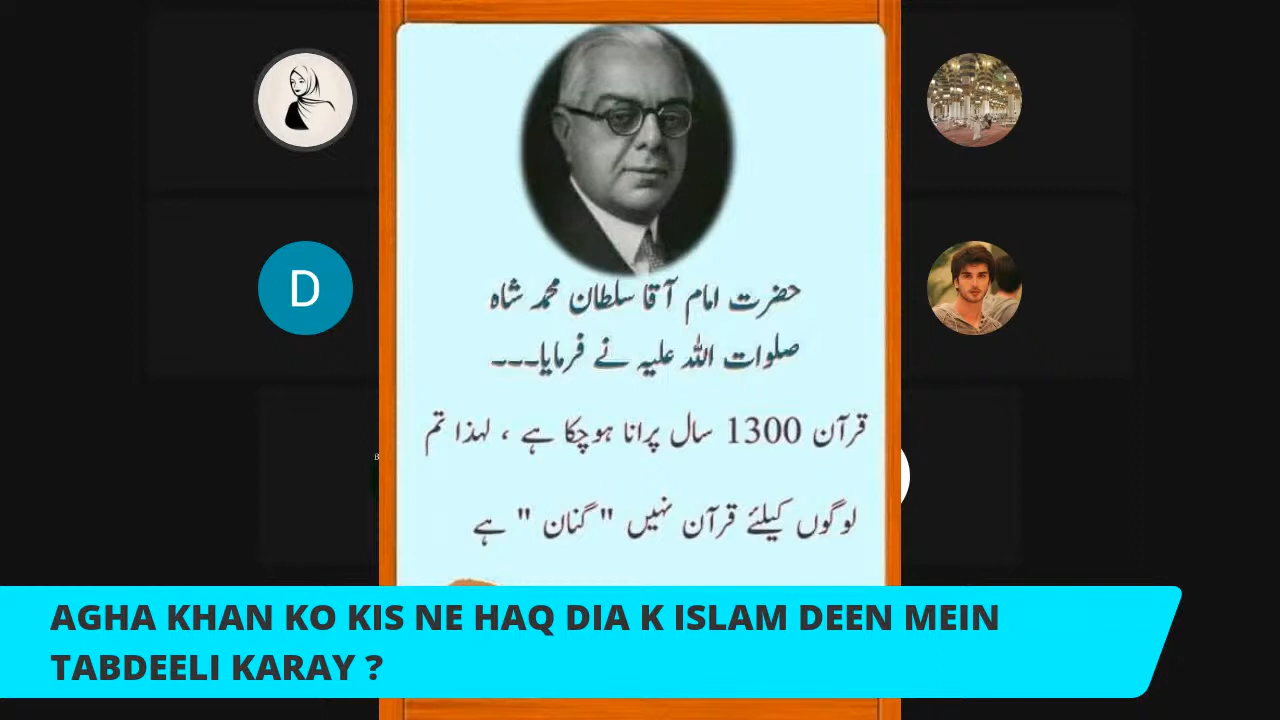 حضرت امام آقا سلطان محمد شاہ
صلوات اللہ علیہ نے فرمایا۔۔۔
قرآن 1300 سال پرانا ہوچکا ہے ، لہذا تم
لوگوں کیلئے قرآن نہیں " گنان " ہے
D
B
AGHA KHAN KO KIS NE HAQ DIA K ISLAM DEEN MEIN
TABDEELI KARAY ?